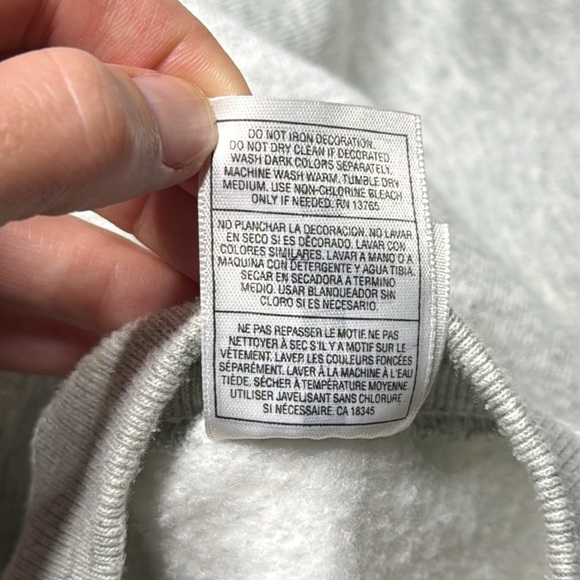 DO NOT IRON DECORATION.
DO NOT DRY CLEAN IF DECORATED.
WASH DARK COLORS SEPARATELY.
MACHINE WASH WARM. TUMBLE DRY
MEDIUM. USE NON-CHLORINE BLEACH
ONLY IF NEEDED. RN 13765
NO PLANCHAR LA DECORACION. NO LAVAR
EN SECO SI ES DECORADO. LAVAR CON
COLORES SIMILARES. LAVAR A MANO O A
MAQUINA CON DETERGENTE Y AGUA TIBIA.
SECAR EN SECADORA A TERMINO
MEDIO. USAR BLANQUEADOR SIN
CLORO SI ES NECESARIO.
NE PAS REPASSER LE MOTIF. NE PAS
NETTOYER À SEC S'IL Y A MOTIF SUR LE
VÊTEMENT. LAVER LES COULEURS FONCÉES
SÉPARÉMENT. LAVER À LA MACHINE À L'EAU
TIÈDE, SÉCHER À TEMPÉRATURE MOYENNE.
UTILISER JAVELISANT SANS CHLORURE
SI NÉCESSAIRE. CA 18345